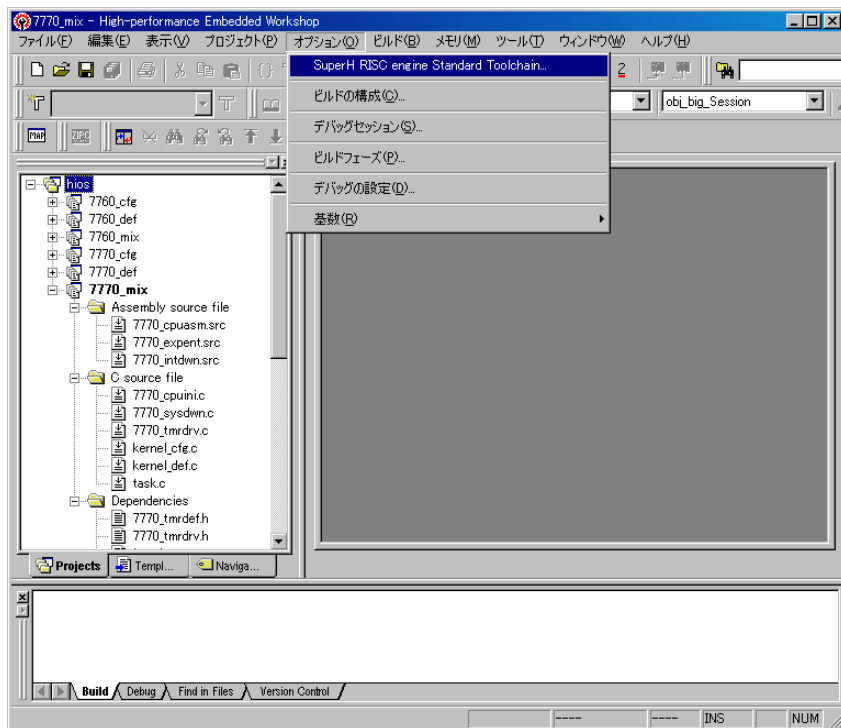 7770_mix - High-performance Embedded Workshop
ファイル(F) 編集(E) 表示(V) プロジェクト(P) オプション(O) ビルド(B) メモリ(M) ツール(T) ウィンドウ(W) ヘルプ(H)
SuperH RISC engine Standard Toolchain...
ビルドの構成(C)...
デバッグセッション(S)...
ビルドフェーズ(P)...
デバッグの設定(D)...
基数(R)
2
obj_big_Session
MAP
hios
7760_cfg
7760_def
7760_mix
7770_cfg
7770_def
7770_mix
Assembly source file
7770_cpuasm.src
7770_expent.src
7770_intdwn.src
C source file
7770_cpuini.c
7770_sysdwn.c
7770_tmrdrv.c
kernel_cfg.c
kernel_def.c
task.c
Dependencies
7770_tmrdef.h
7770_tmrdrv.h
Projects Templ... Naviga...
Build Debug Find in Files Version Control
---- ---- INS NUM